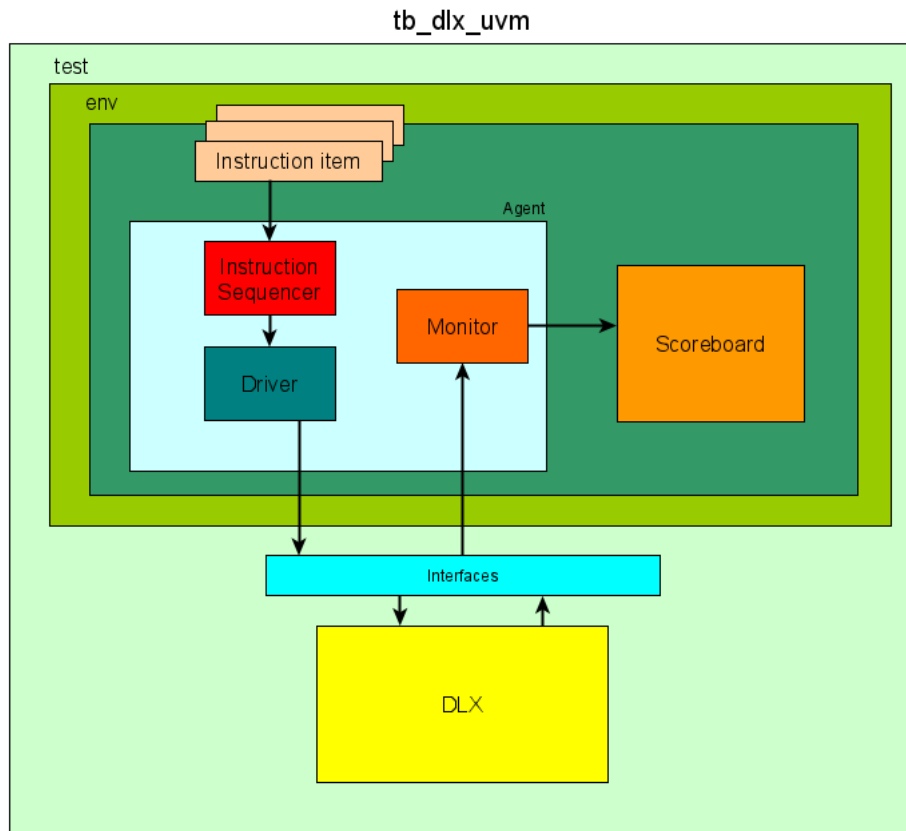 tb_dlx_uvm
test
env
Instruction item
Agent
Instruction
Sequencer
Monitor
Scoreboard
Driver
Interfaces
DLX